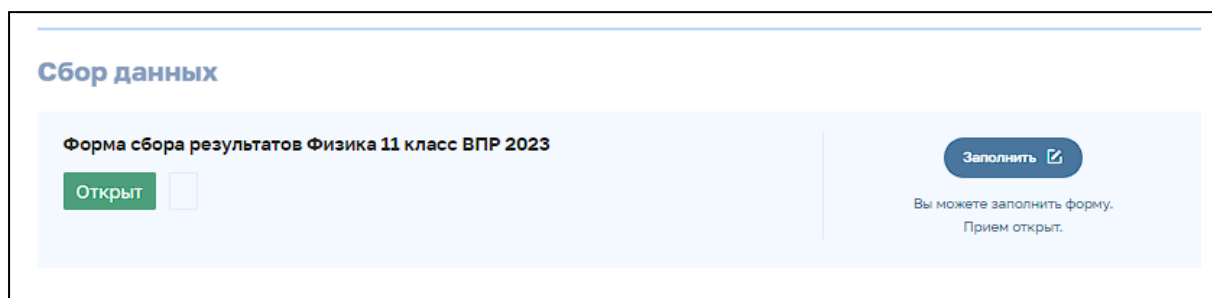 Сбор данных
Форма сбора результатов Физика 11 класс ВПР 2023
Открыт
Заполнить
Вы можете заполнить форму.
Прием открыт.